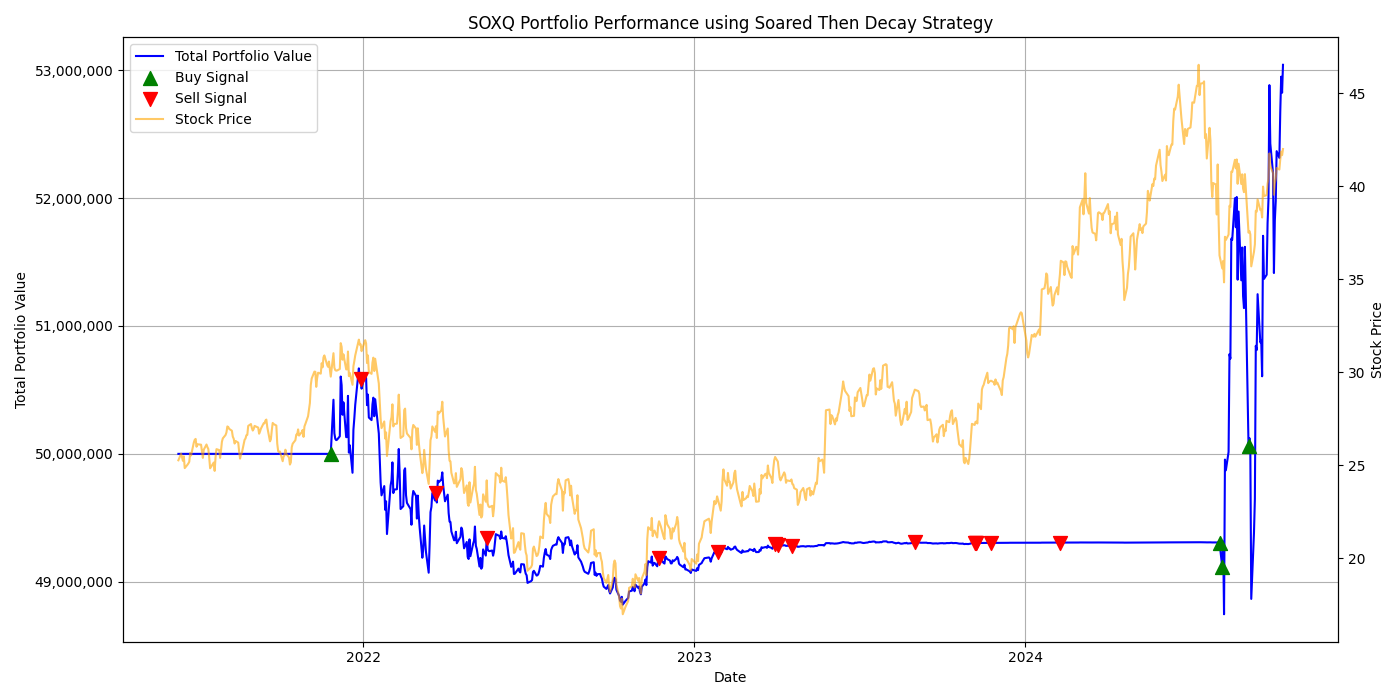 SOXQ Portfolio Performance using Soared Then Decay Strategy
Total Portfolio Value
Buy Signal
Sell Signal
Stock Price
53,000,000
52,000,000
51,000,000
50,000,000
49,000,000
Total Portfolio Value
45
40
35
30
25
20
Stock Price
2022
2023
2024
Date